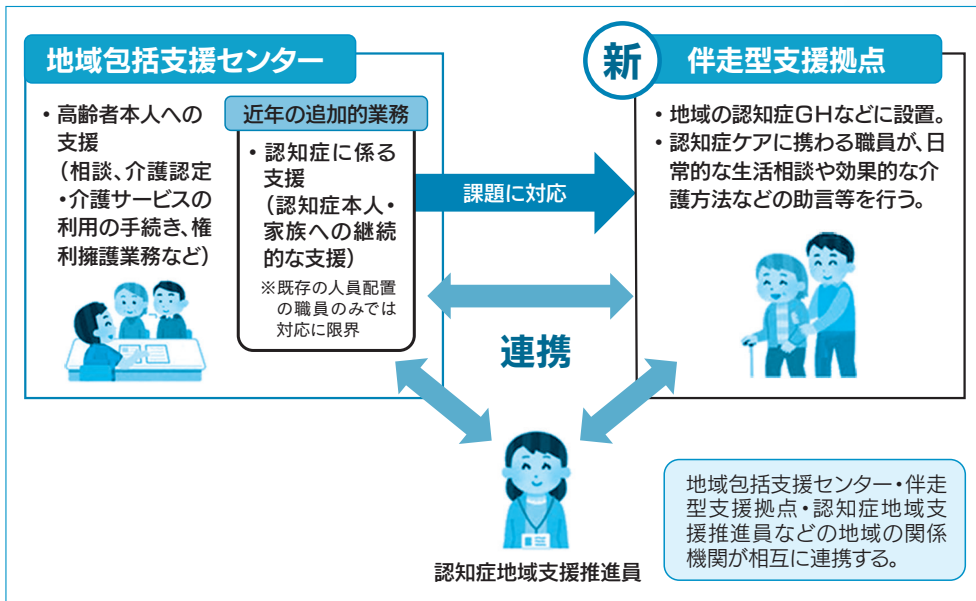 地域包括支援センター
・高齢者本人への
支援
(相談、介護認定
・介護サービスの
利用の手続き、権
利擁護業務など)
近年の追加的業務
・認知症に係る
支援
(認知症本人・
家族への継続
的な支援)
※既存の人員配置
の職員のみでは
対応に限界
課題に対応
新
伴走型支援拠点
・地域の認知症GHなどに設置。
・認知症ケアに携わる職員が、日
常的な生活相談や効果的な介
護方法などの助言等を行う。
連携
認知症地域支援推進員
地域包括支援センター・伴走
型支援拠点・認知症地域支
援推進員などの地域の関係
機関が相互に連携する。